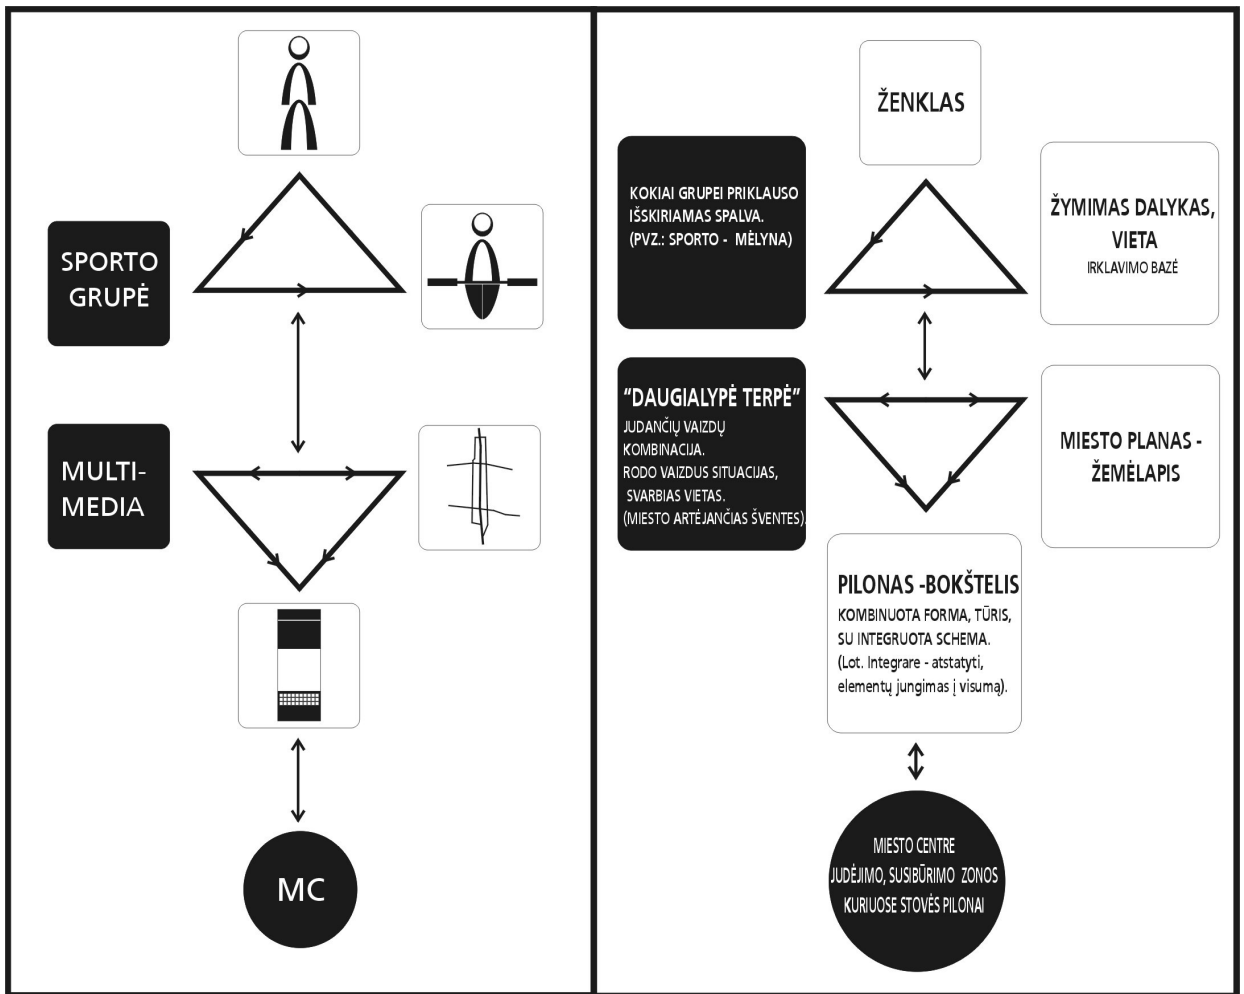 SPORTO
GRUPĖ
MULTI-
MEDIA
MC
ŽENKLAS
KOKIAI GRUPEI PRIKLAUSO
IŠSKIRIAMAS SPALVA.
(PVZ.: SPORTO - MĖLYNA)
ŽYMIMAS DALYKAS,
VIETA
IRKLAVIMO BAZĖ
“DAUGIALYPĖ TERPĖ”
JUDANČIŲ VAIZDŲ
KOMBINACIJA.
RODO VAIZDUS SITUACIJAS,
SVARBIAS VIETAS.
(MIESTO ARTĖJANČIAS ŠVENTES).
MIESTO PLANAS -
ŽEMĖLAPIS
PILONAS -BOKŠTELIS
KOMBINUOTA FORMA, TŪRIS,
SU INTEGRUOTA SCHEMA.
(Lot. Integrare - atstatyti,
elementų jungimas į visumą).
MIESTO CENTRE
JUDĖJIMO, SUSIBŪRIMO ZONOS
KURIUOSE STOVĖS PILONAI